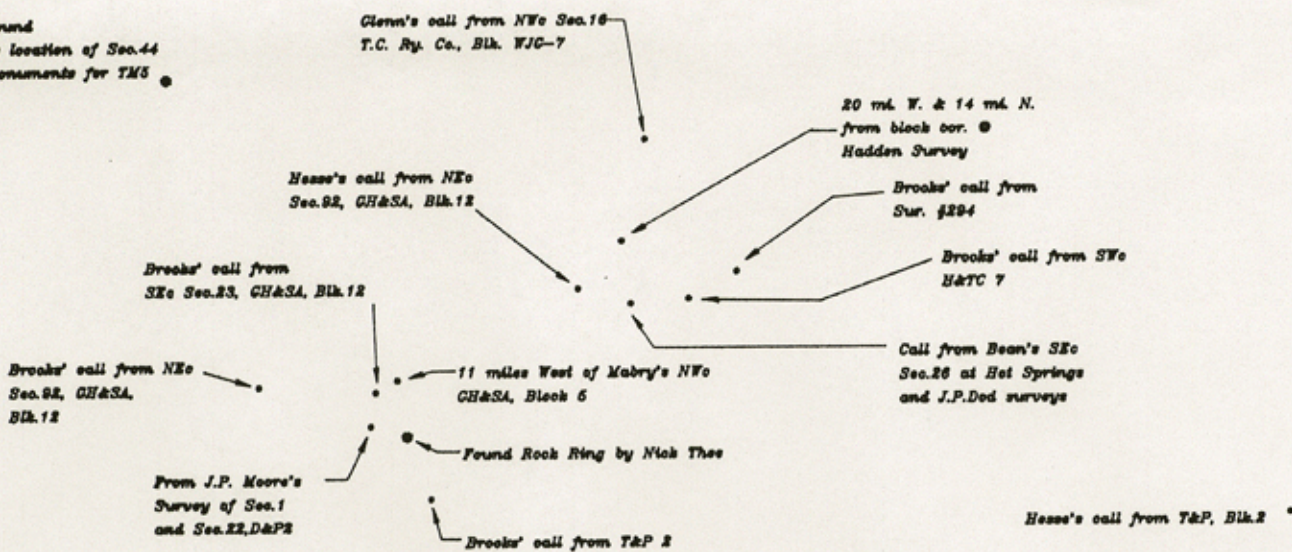 location of Sec.44
for TM5
Glenn's call from NWc Sec.16
T.C. Ry. Co., Blk. WJG-7
20 mi. W. & 14 mi. N.
from block cor. @
Hadden Survey
Hesse's call from NEc
Sec.92, GH&SA, Blk.12
Brooks' call from
Sur. #294
Brooks' call from SWc
H&TC 7
Brooks' call from
SEc Sec.23, GH&SA, Blk.12
Call from Bean's SEc
Sec.26 at Hot Springs
and J.P.Dod surveys
Brooks' call from NEc
Sec.92, GH&SA,
Blk.12
11 miles West of Mabry's NWc
GH&SA, Block 5
Found Rock Ring by Nick Thee
From J.P. Moore's
Survey of Sec.1
and Sec.22,D&P2
Brooks' call from T&P 2
Hesse's call from T&P, Blk.2